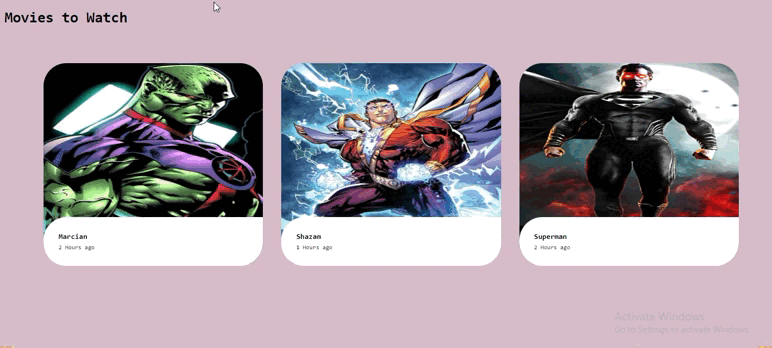 Movies to Watch
Marcian
2 Hours ago
Shazan
1 Hours ago
Superman
2 Hours ago
Activate Windows
Go to Settings to activate Windows.